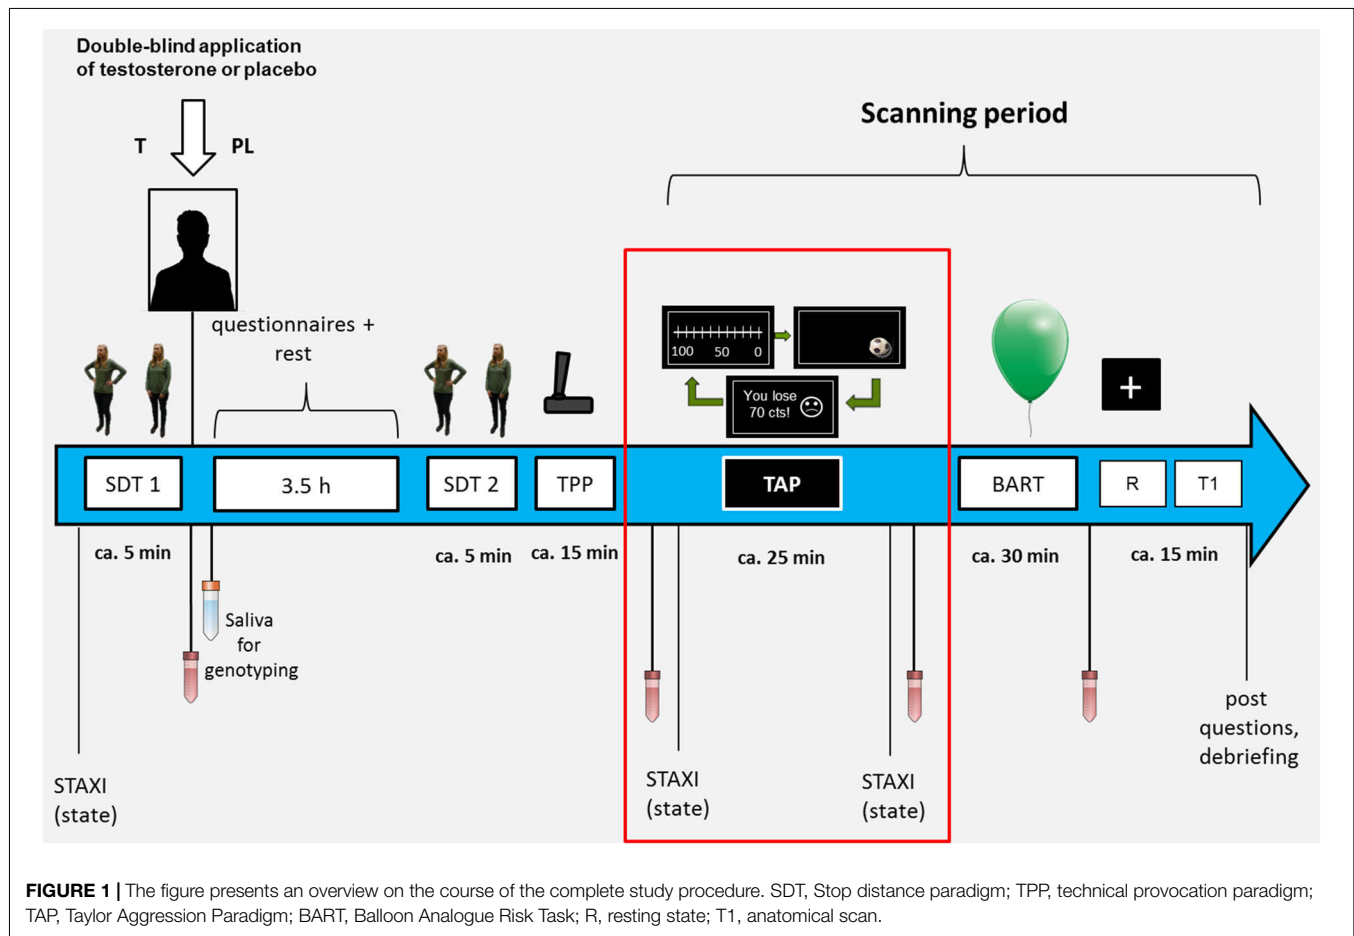 Double-blind application
of testosterone or placebo
T PL
Scanning period
questionnaires +
rest
100 50 0
You lose
70 cts!
+
SDT 1
3.5 h
SDT 2
TPP
TAP
BART
R
T1
ca. 5 min
ca. 5 min
ca. 15 min
ca. 25 min
ca. 30 min
ca. 15 min
Saliva
for
genotyping
STAXI
(state)
STAXI
(state)
STAXI
(state)
post
questions,
debriefing
FIGURE 1 | The figure presents an overview on the course of the complete study procedure. SDT, Stop distance paradigm; TPP, technical provocation paradigm;
TAP, Taylor Aggression Paradigm; BART, Balloon Analogue Risk Task; R, resting state; T1, anatomical scan.